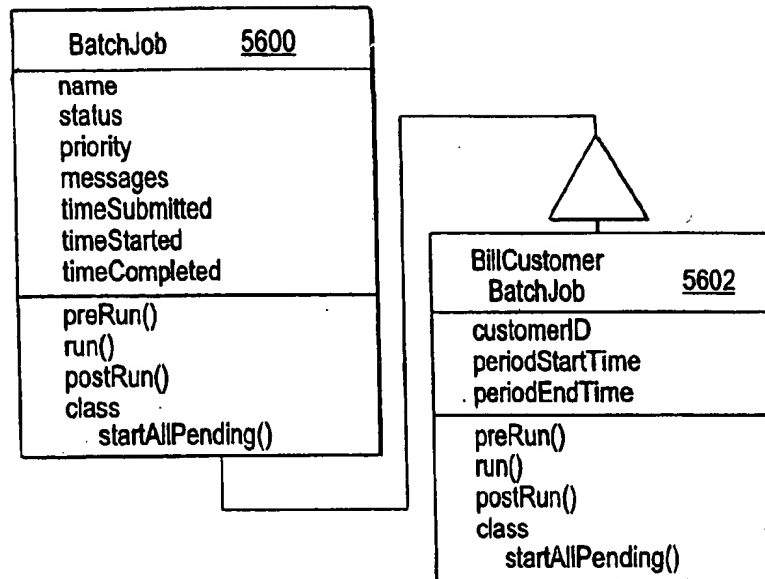 BatchJob 5600
name
status
priority
messages
timeSubmitted
timeStarted
timeCompleted
preRun()
run()
postRun()
class
startAllPending()
BillCustomer
BatchJob 5602
customerID
periodStartTime
periodEndTime
preRun()
run()
postRun()
class
startAllPending()